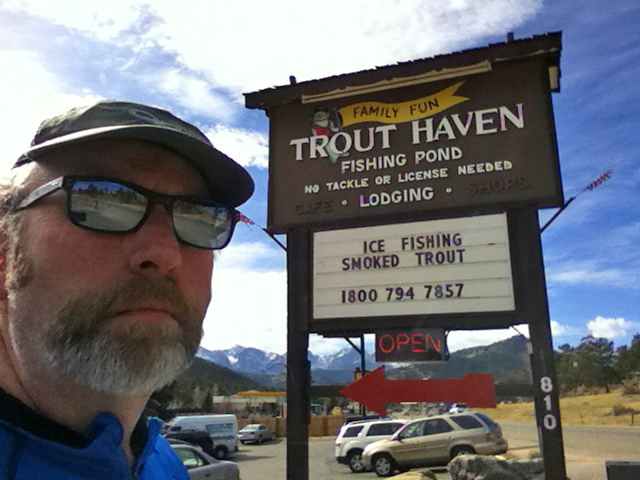 FAMILY FUN
TROUT HAVEN
FISHING POND
NO TACKLE OR LICENSE NEEDED
CAFE • LODGING • SHOPS
ICE FISHING
SMOKED TROUT
1800 794 7857
OPEN
810